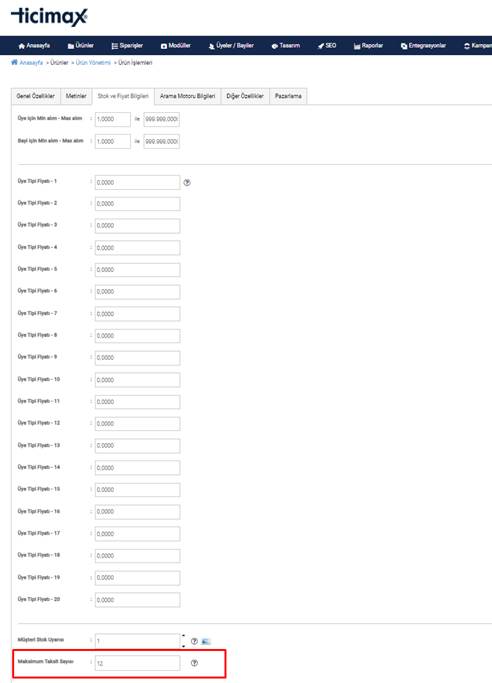 ticimax
Anasayfa Ürünler Siparişler Modüller Üyeler / Bayiler Tasarım SEO Raporlar Entegrasyonlar Kampan
Anasayfa > Ürünler > Ürün Yönetimi > Ürün İşlemleri
Genel Özellikler Metinler Stok ve Fiyat Bilgileri Arama Motoru Bilgileri Diğer Özellikler Pazarlama
Üye için Min alım - Max alım : 1,0000 ile 999.999,000
Bayi için Min alım - Max alım : 1,0000 ile 999.999,000
Üye Tipi Fiyatı - 1 : 0,0000
Üye Tipi Fiyatı - 2 : 0,0000
Üye Tipi Fiyatı - 3 : 0,0000
Üye Tipi Fiyatı - 4 : 0,0000
Üye Tipi Fiyatı - 5 : 0,0000
Üye Tipi Fiyatı - 6 : 0,0000
Üye Tipi Fiyatı - 7 : 0,0000
Üye Tipi Fiyatı - 8 : 0,0000
Üye Tipi Fiyatı - 9 : 0,0000
Üye Tipi Fiyatı - 10 : 0,0000
Üye Tipi Fiyatı - 11 : 0,0000
Üye Tipi Fiyatı - 12 : 0,0000
Üye Tipi Fiyatı - 13 : 0,0000
Üye Tipi Fiyatı - 14 : 0,0000
Üye Tipi Fiyatı - 15 : 0,0000
Üye Tipi Fiyatı - 16 : 0,0000
Üye Tipi Fiyatı - 17 : 0,0000
Üye Tipi Fiyatı - 18 : 0,0000
Üye Tipi Fiyatı - 19 : 0,0000
Üye Tipi Fiyatı - 20 : 0,0000
Müşteri Stok Uyarısı : 1
Maksimum Taksit Sayısı : 12